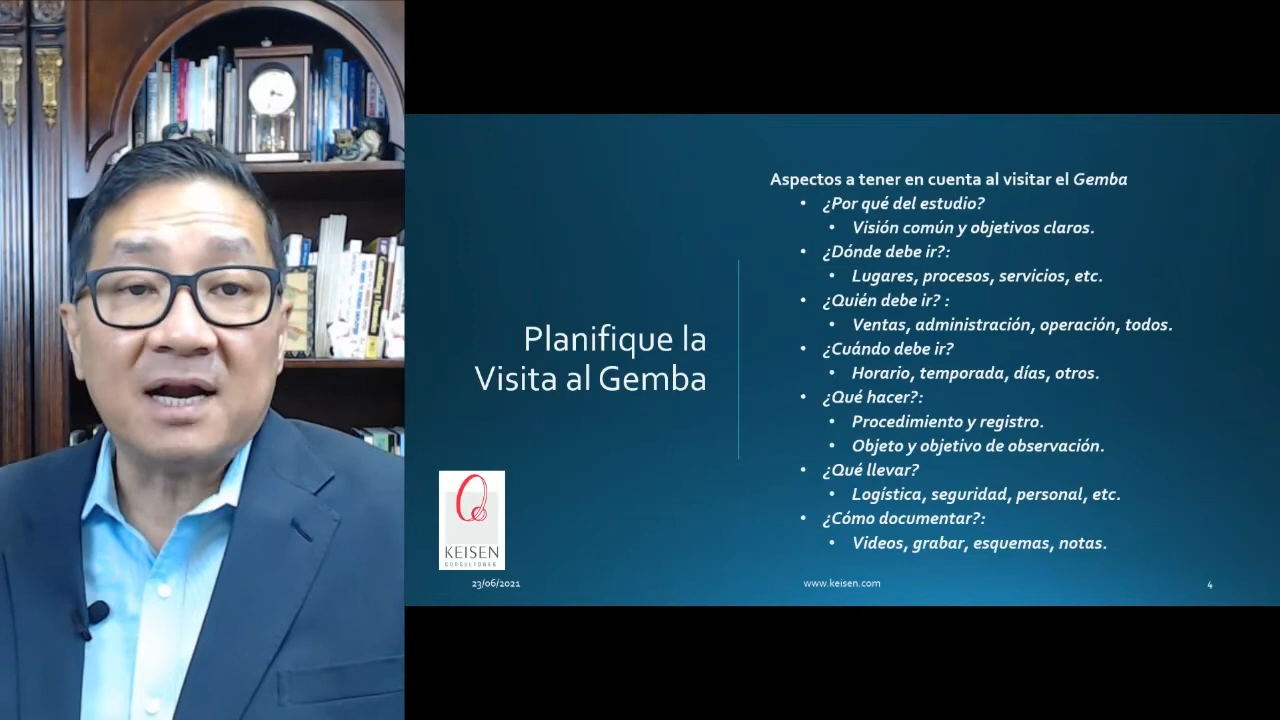 Aspectos a tener en cuenta al visitar el Gemba
• ¿Por qué del estudio?
• Visión común y objetivos claros.
• ¿Dónde debe ir?:
• Lugares, procesos, servicios, etc.
• ¿Quién debe ir? :
• Ventas, administración, operación, todos.
• ¿Cuándo debe ir?
• Horario, temporada, días, otros.
• ¿Qué hacer?:
• Procedimiento y registro.
• Objeto y objetivo de observación.
• ¿Qué llevar?
• Logística, seguridad, personal, etc.
• ¿Cómo documentar?:
• Videos, grabar, esquemas, notas.
Planifique la
Visita al Gemba
KEISEN
CONSULTORES
23/06/2021
www.keisen.com
4